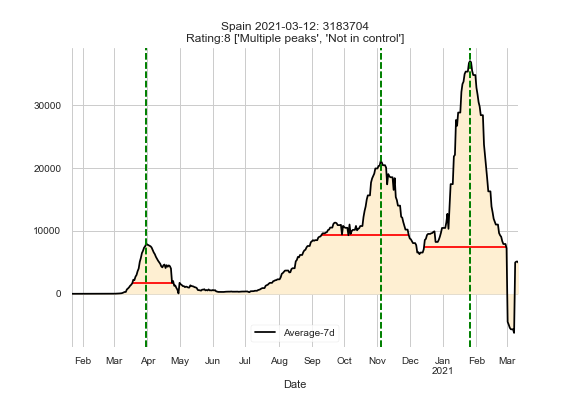 Spain 2021-03-12: 3183704
Rating:8 ['Multiple peaks', 'Not in control']
30000
20000
10000
0
Average-7d
Feb Mar Apr May Jun Jul Aug Sep Oct Nov Dec Jan Feb Mar
2021
Date